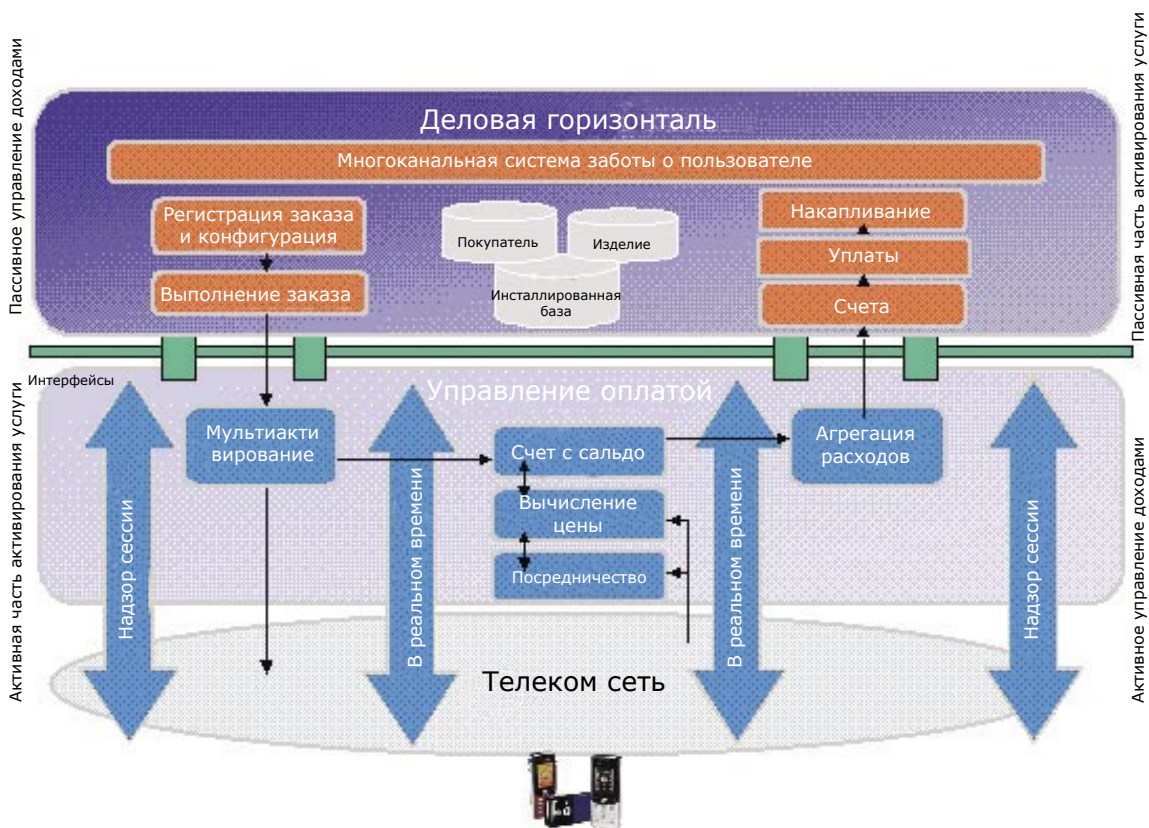 Пассивное управление доходами
Пассивная часть активирования услуги
Деловая горизонталь
Многоканальная система заботы о пользователе
Регистрация заказа
и конфигурация
Выполнение заказа
Покупатель
Изделие
Инсталлированная
база
Накапливание
Уплаты
Счета
Интерфейсы
Управление оплатой
Активная часть активирования услуги
Активное управление доходами
Мультиакти
вирование
Счет с сальдо
Вычисление
цены
Посредничество
Агрегация
расходов
Надзор сессии
В реальном времени
В реальном времени
Надзор сессии
Телеком сеть